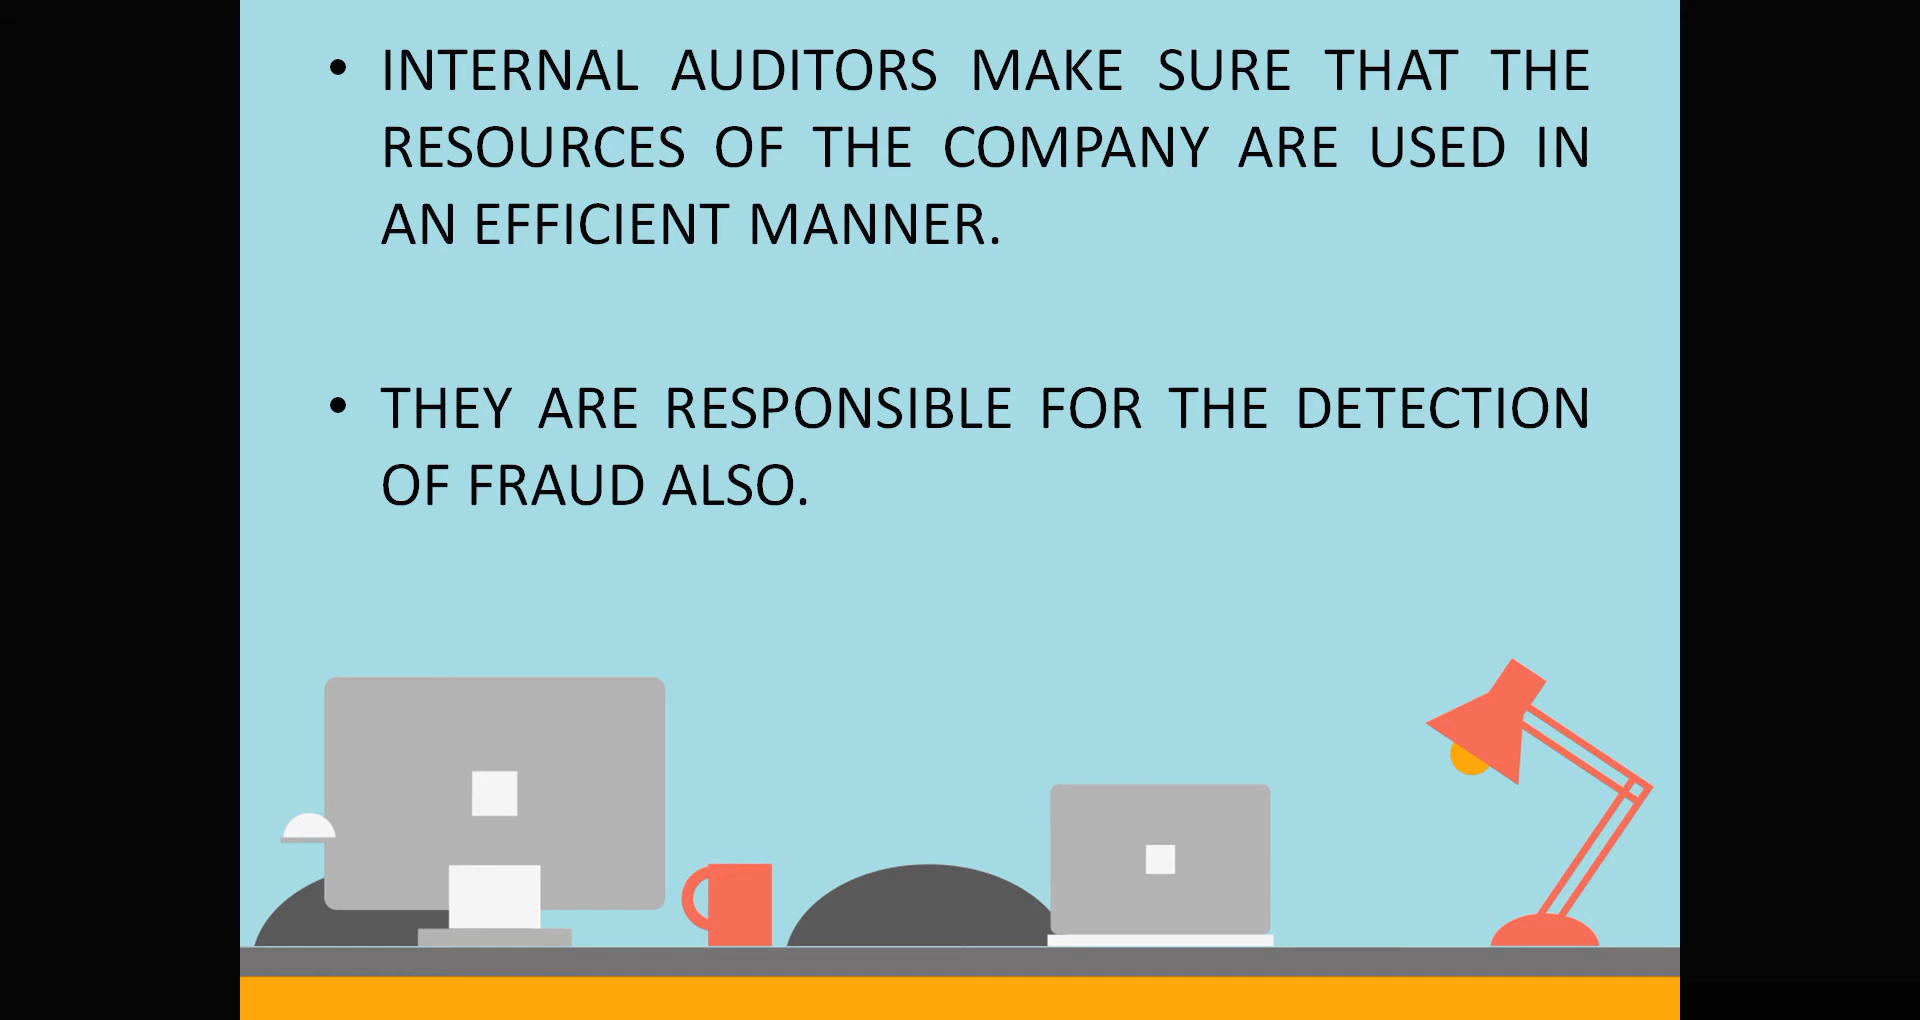 • INTERNAL AUDITORS MAKE SURE THAT THE
RESOURCES OF THE COMPANY ARE USED IN
AN EFFICIENT MANNER.
• THEY ARE RESPONSIBLE FOR THE DETECTION
OF FRAUD ALSO.